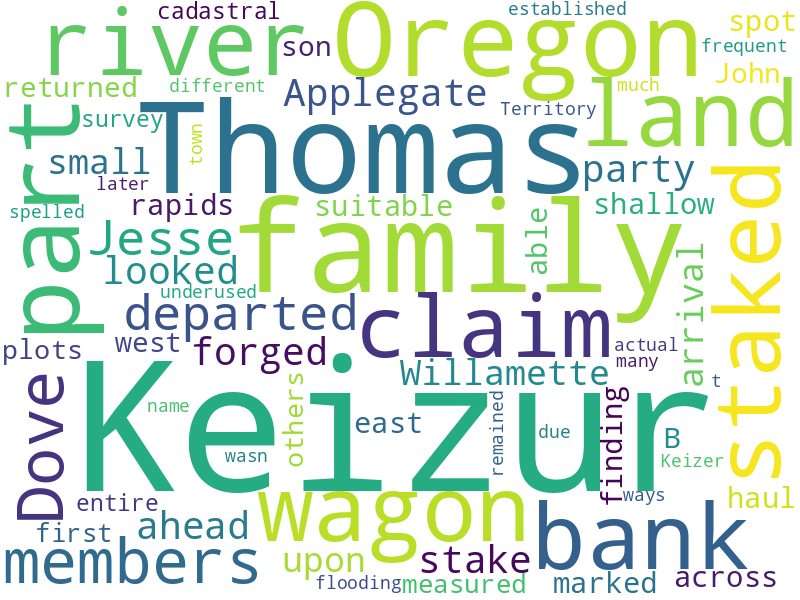 cadastral
established
river
Oregon
spot
son
frequent
returned
different
Applegate
John
much
Territory
land
part
survey
town
Thomas
small
party
later
staked
spelled
rapids
suitable
shallow
family
able
Jesse
looked
arrival
underused
departed
claim
plots
west
forged
actual
many
Willamette
Dove
Keizur
others
name
finding
t
remained
east
due
B
wasn
Keizer
entire
wagon
ways
haul
first
ahead
bank
members
upon
stake
flooding
measured
marked
across